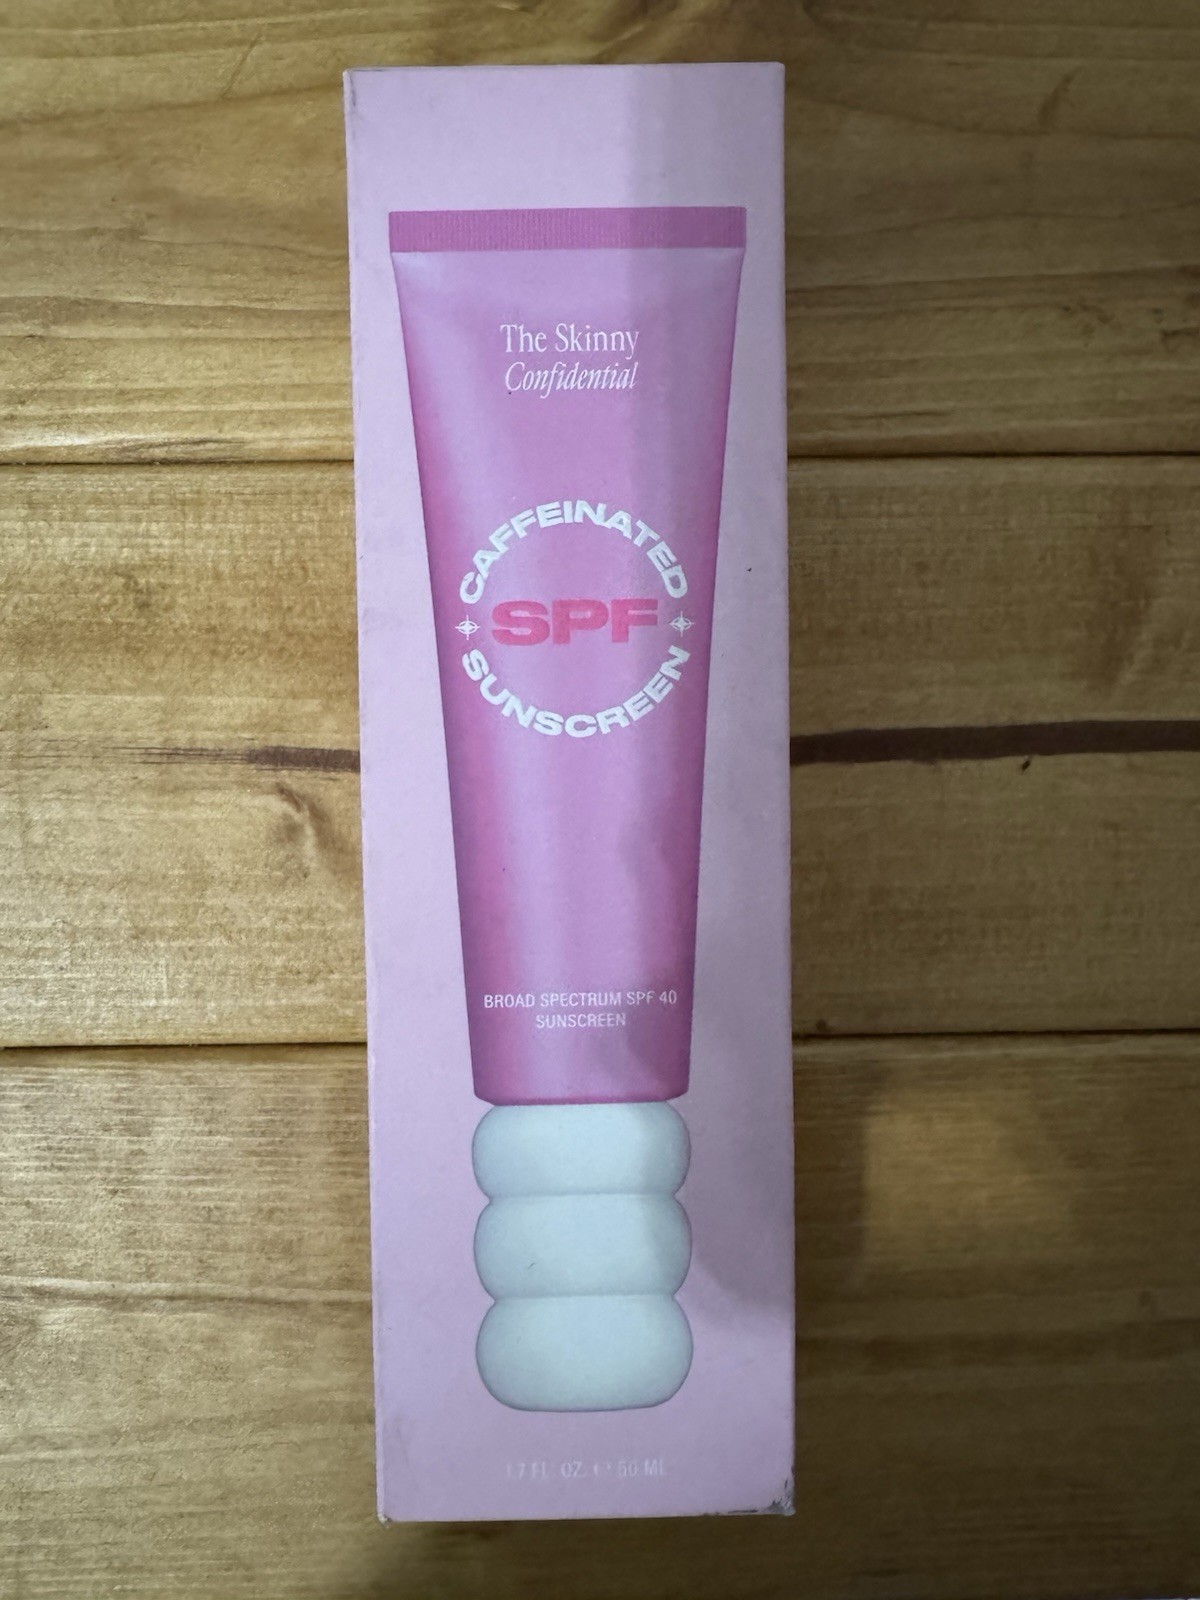 The Skinny
Confidential
CAFFEINATED
SPF
SUNSCREEN
BROAD SPECTRUM SPF 40
SUNSCREEN
1.7 FL. OZ. 50 ML